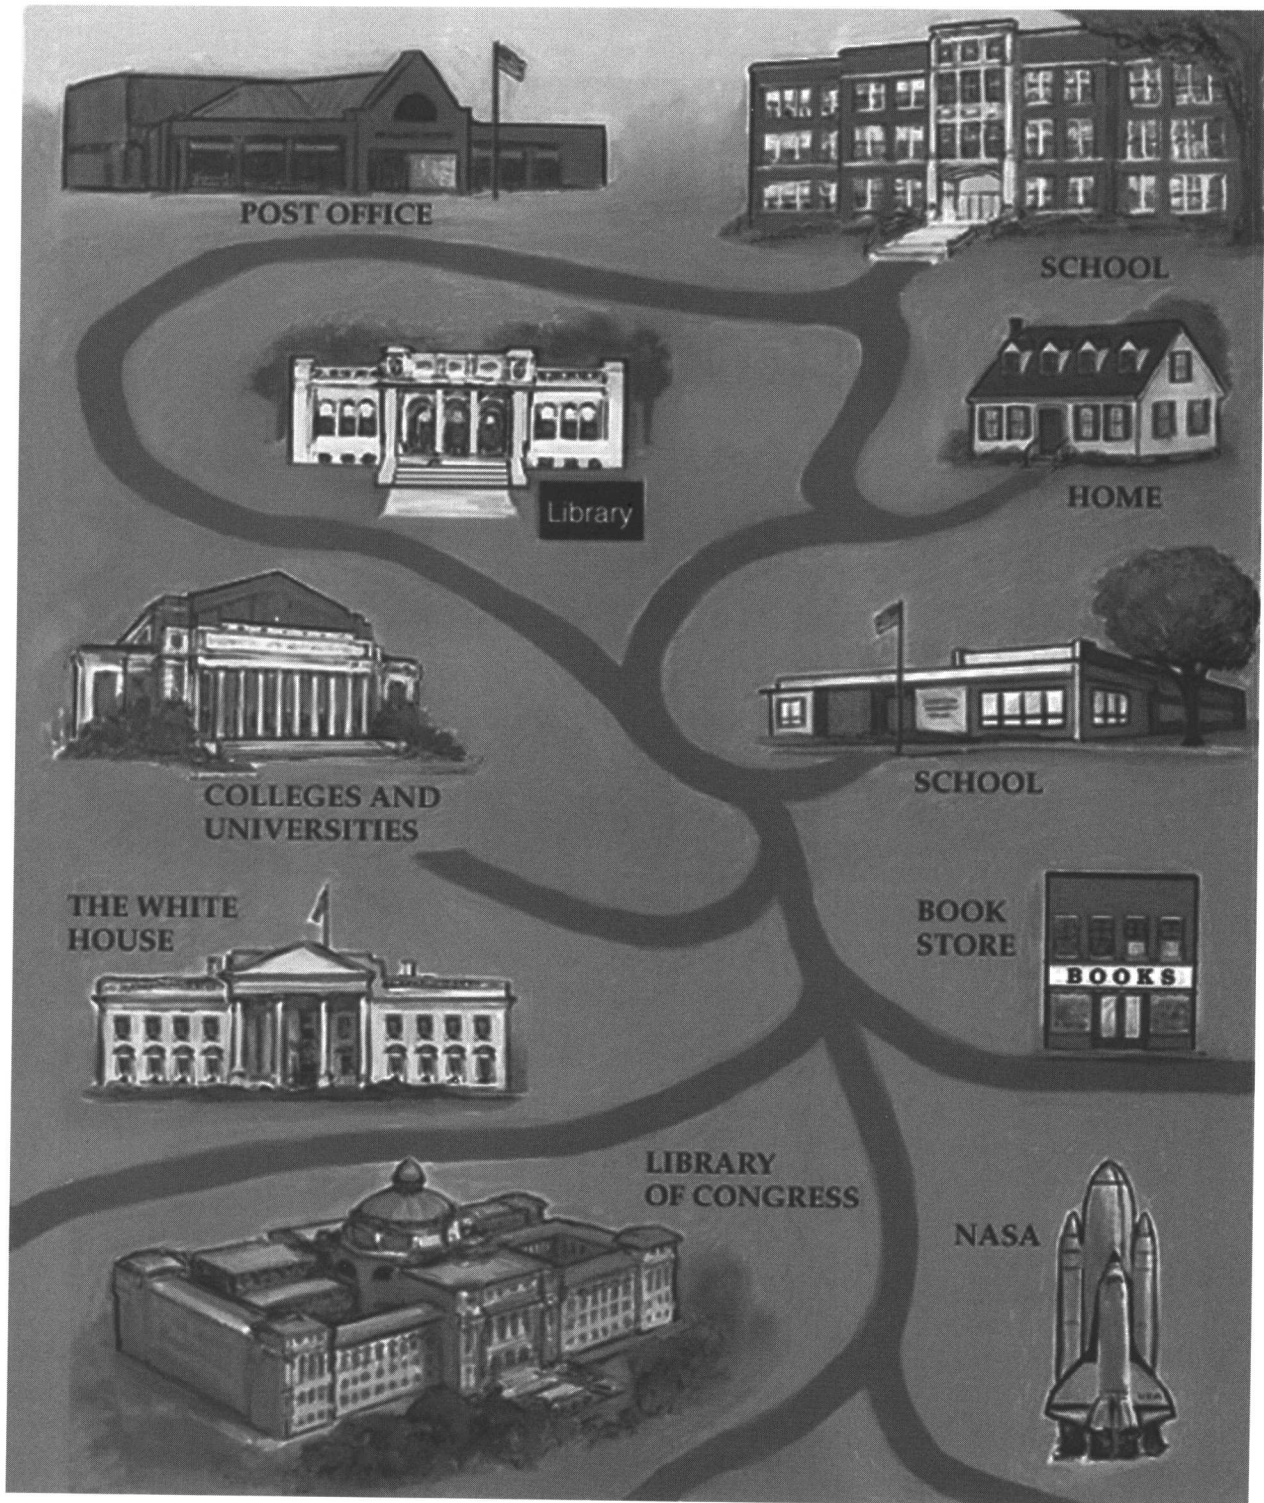 POST OFFICE
SCHOOL
HOME
Library
COLLEGES AND
UNIVERSITIES
SCHOOL
THE WHITE
HOUSE
BOOK
STORE
BOOKS
LIBRARY
OF CONGRESS
NASA
USA